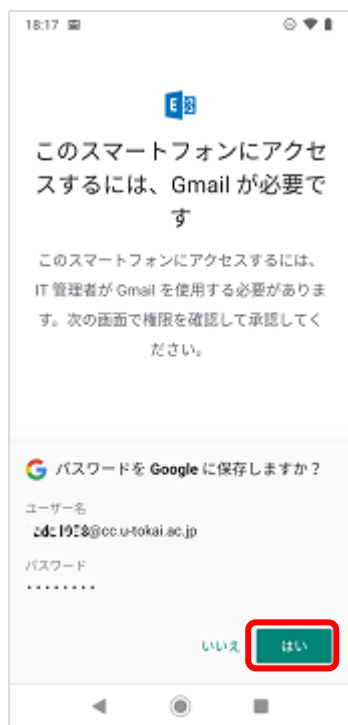 18:17
E
このスマートフォンにアクセ
スするには、Gmail が必要で
す
このスマートフォンにアクセスするには、
IT 管理者が Gmail を使用する必要がありま
す。次の画面で権限を確認して承認してく
ださい。
G パスワードを Google に保存しますか？
ユーザー名
@cc.u-tokai.ac.jp
パスワード
••••••••
いいえ はい